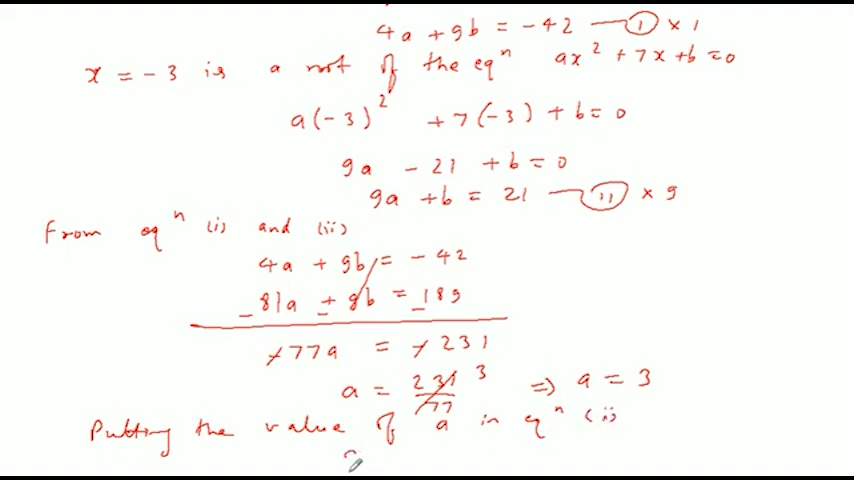 4a + 9b = -42 — (i) × 1
x = -3 is a root of the eqⁿ ax² + 7x + b = 0
a(-3)² + 7(-3) + b = 0
9a - 21 + b = 0
9a + b = 21 — (ii) × 9
From eqⁿ (i) and (ii)
4a + 9b = -42
81a + 9b = 189
- - -
-77a = -231
a = 231/77 3 => a = 3
Putting the value of a in eqⁿ (ii